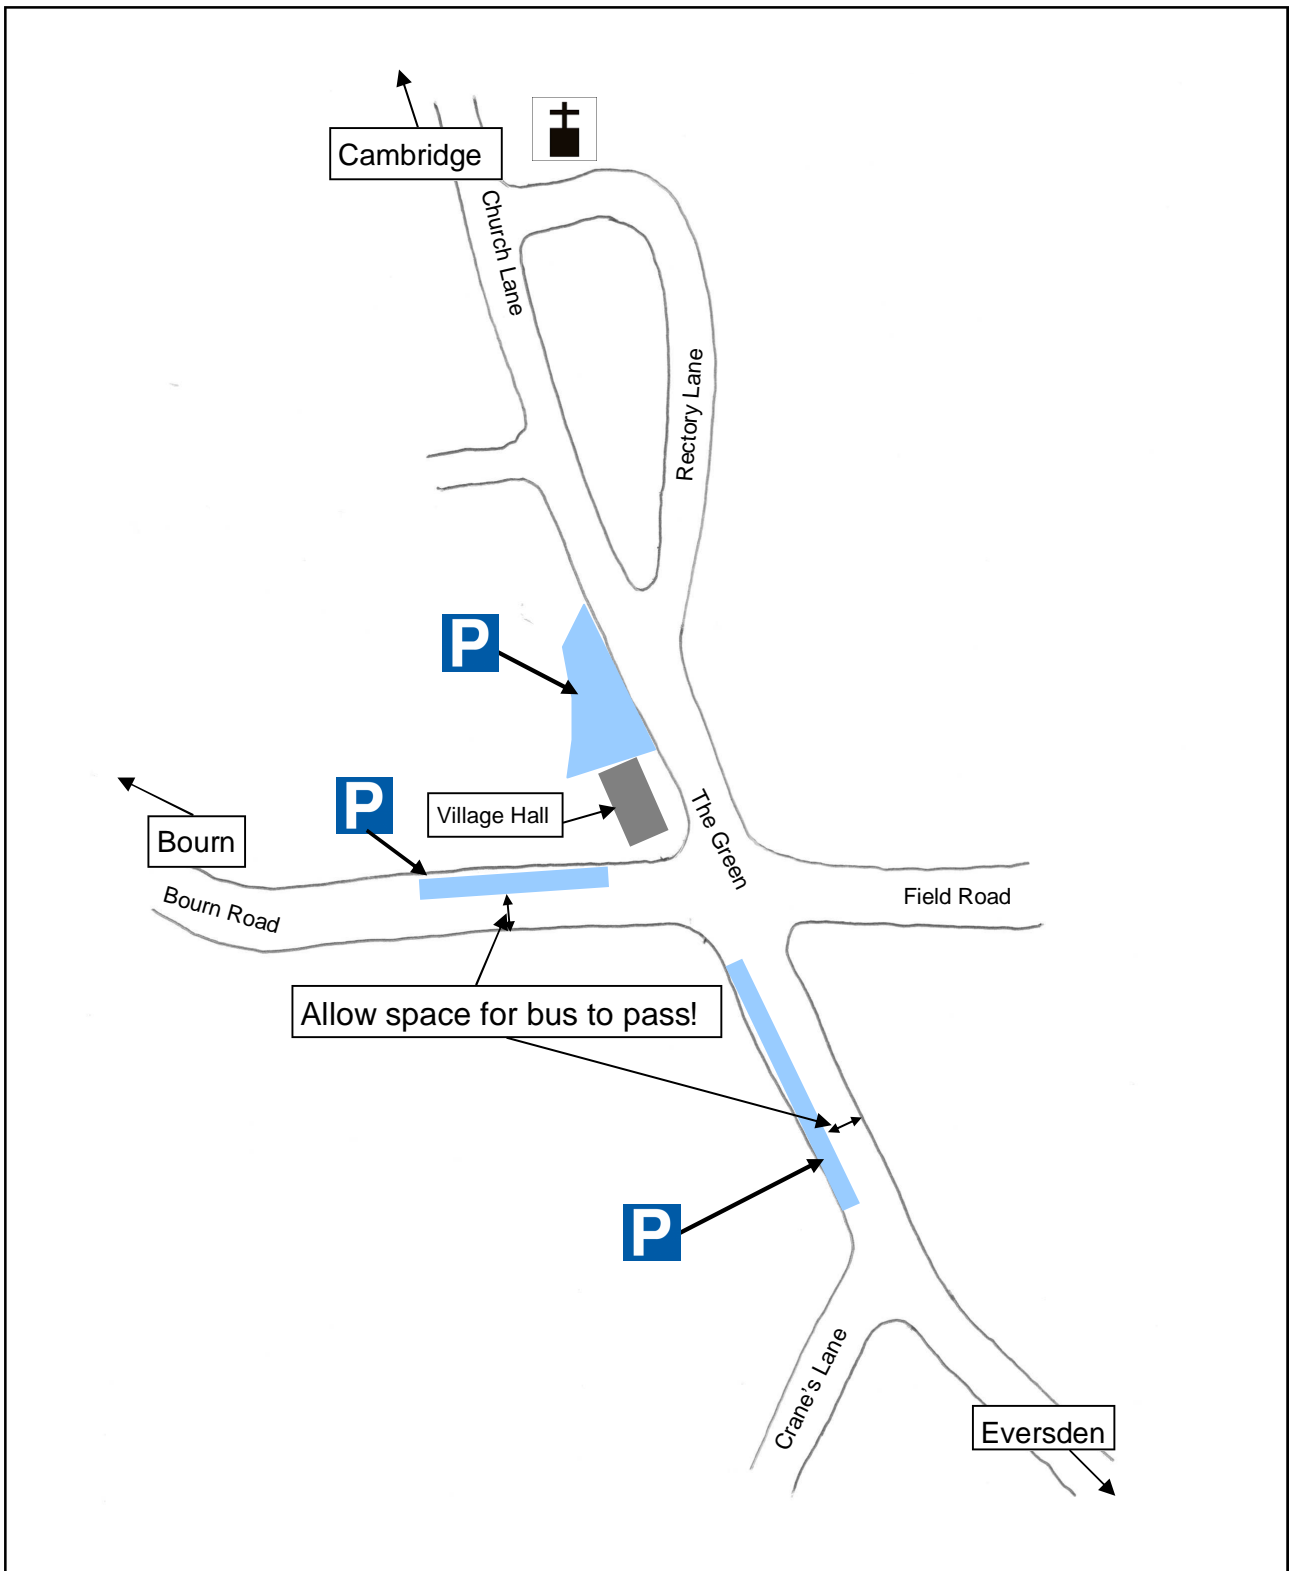 Cambridge
Church Lane
Rectory Lane
P
P
Village Hall
The Green
Bourn
Bourn Road
Field Road
Allow space for bus to pass!
P
Crane's Lane
Eversden